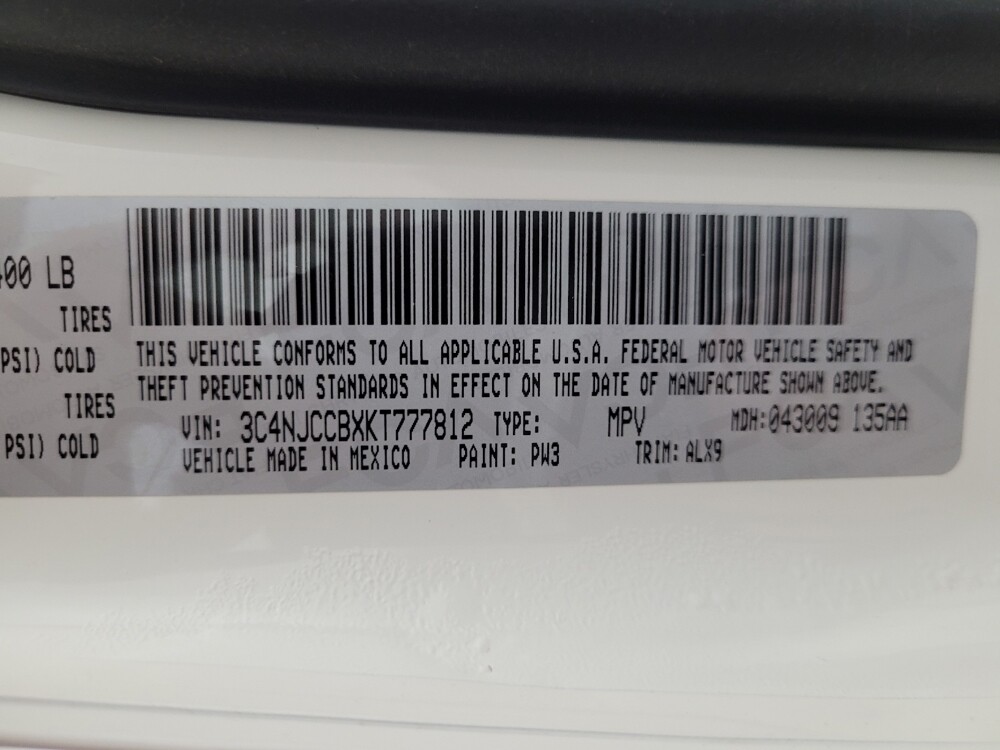 400 LB
TIRES
PSI) COLD
TIRES
PSI) COLD
THIS VEHICLE CONFORMS TO ALL APPLICABLE U.S.A. FEDERAL MOTOR VEHICLE SAFETY AND
THEFT PREVENTION STANDARDS IN EFFECT ON THE DATE OF MANUFACTURE SHOWN ABOVE.
VIN: 3C4NJCCBXKT777812 TYPE: MPV MDH:043009 135AA
VEHICLE MADE IN MEXICO PAINT: PW3 TRIM: ALX9